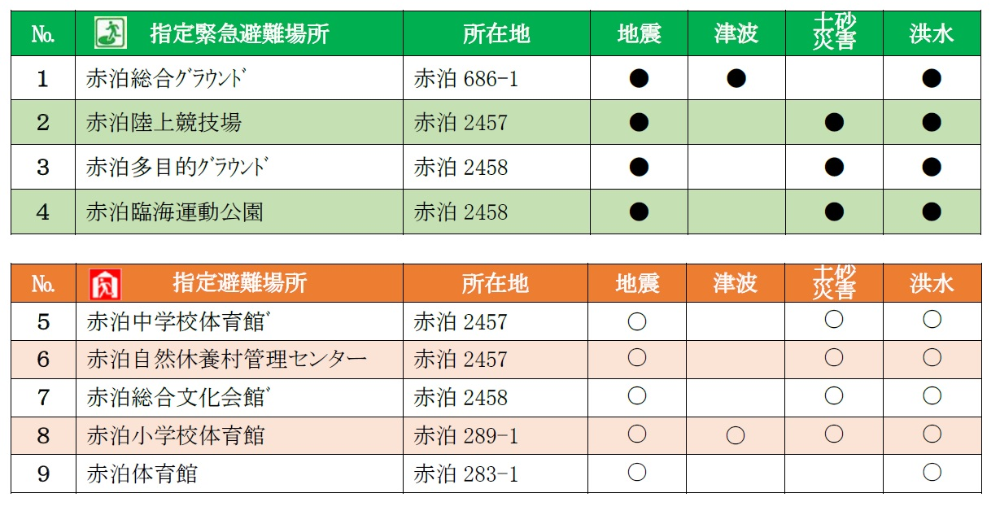 No. 指定緊急避難場所 所在地 地震 津波 土砂災害 洪水
1 赤泊総合ｸﾞﾗｳﾝﾄﾞ 赤泊 686-1 ● ● ●
2 赤泊陸上競技場 赤泊 2457 ● ● ●
3 赤泊多目的ｸﾞﾗｳﾝﾄﾞ 赤泊 2458 ● ● ●
4 赤泊臨海運動公園 赤泊 2458 ● ● ●
No. 指定避難場所 所在地 地震 津波 土砂災害 洪水
5 赤泊中学校体育館ﾞ 赤泊 2457 ○ ○ ○
6 赤泊自然休養村管理センター 赤泊 2457 ○ ○ ○
7 赤泊総合文化会館ﾞ 赤泊 2458 ○ ○ ○
8 赤泊小学校体育館 赤泊 289-1 ○ ○ ○ ○
9 赤泊体育館 赤泊 283-1 ○ ○